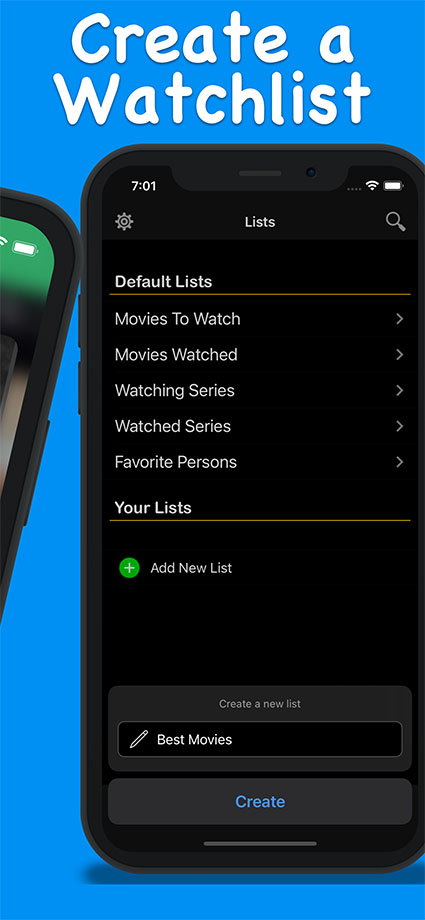 Create a
Watchlist
7:01
Lists
Default Lists
Movies To Watch
Movies Watched
Watching Series
Watched Series
Favorite Persons
Your Lists
Add New List
Create a new list
Best Movies
Create